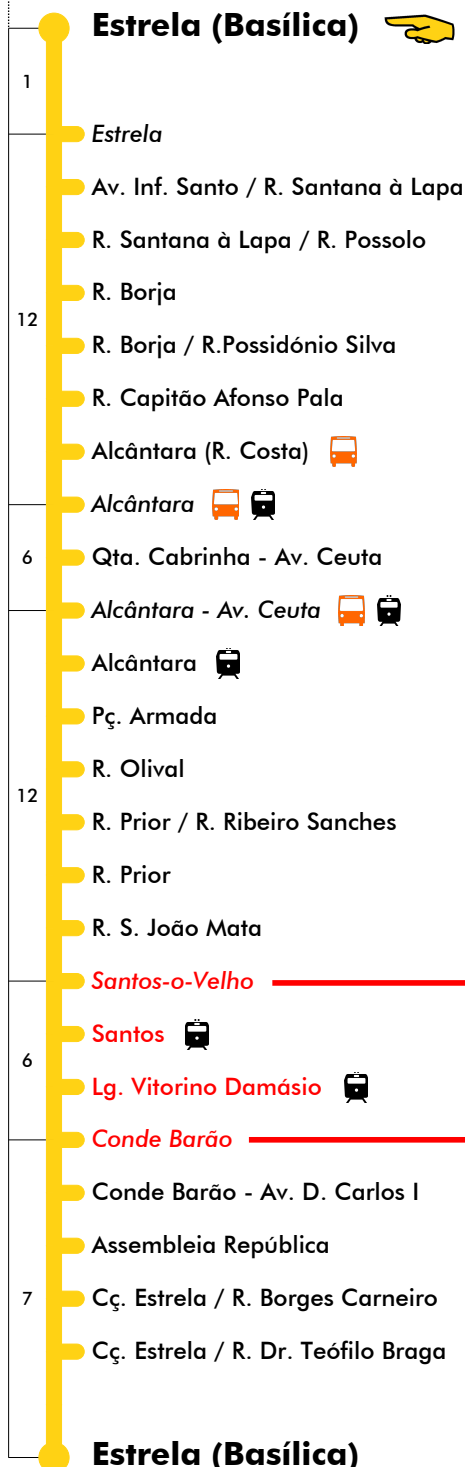 Estrela (Basílica)
1
Estrela
Av. Inf. Santo / R. Santana à Lapa
R. Santana à Lapa / R. Possolo
R. Borja
12
R. Borja / R.Possidónio Silva
R. Capitão Afonso Pala
Alcântara (R. Costa)
Alcântara
6
Qta. Cabrinha - Av. Ceuta
Alcântara - Av. Ceuta
Alcântara
Pç. Armada
R. Olival
12
R. Prior / R. Ribeiro Sanches
R. Prior
R. S. João Mata
Santos-o-Velho
Santos
6
Lg. Vitorino Damásio
Conde Barão
Conde Barão - Av. D. Carlos I
Assembleia República
7
Cç. Estrela / R. Borges Carneiro
Cç. Estrela / R. Dr. Teófilo Braga
Estrela (Basílica)